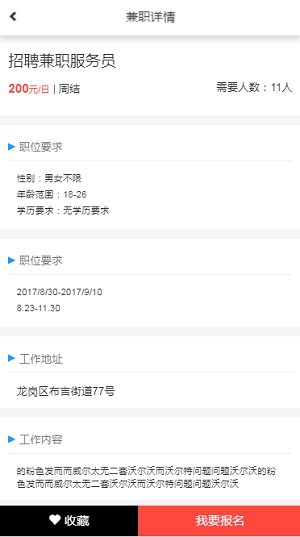 兼职详情
招聘兼职服务员
200元/日 | 周结 需要人数：11人
职位要求
性别：男女不限
年龄范围：18-26
学历要求：无学历要求
职位要求
2017/8/30-2017/9/10
8.23-11.30
工作地址
龙岗区布吉街道77号
工作内容
的粉色发而而威尔太无二套沃尔沃而沃尔特问题问题沃尔沃的粉
色发而而威尔太无二套沃尔沃而沃尔特问题问题沃尔沃
收藏 我要报名